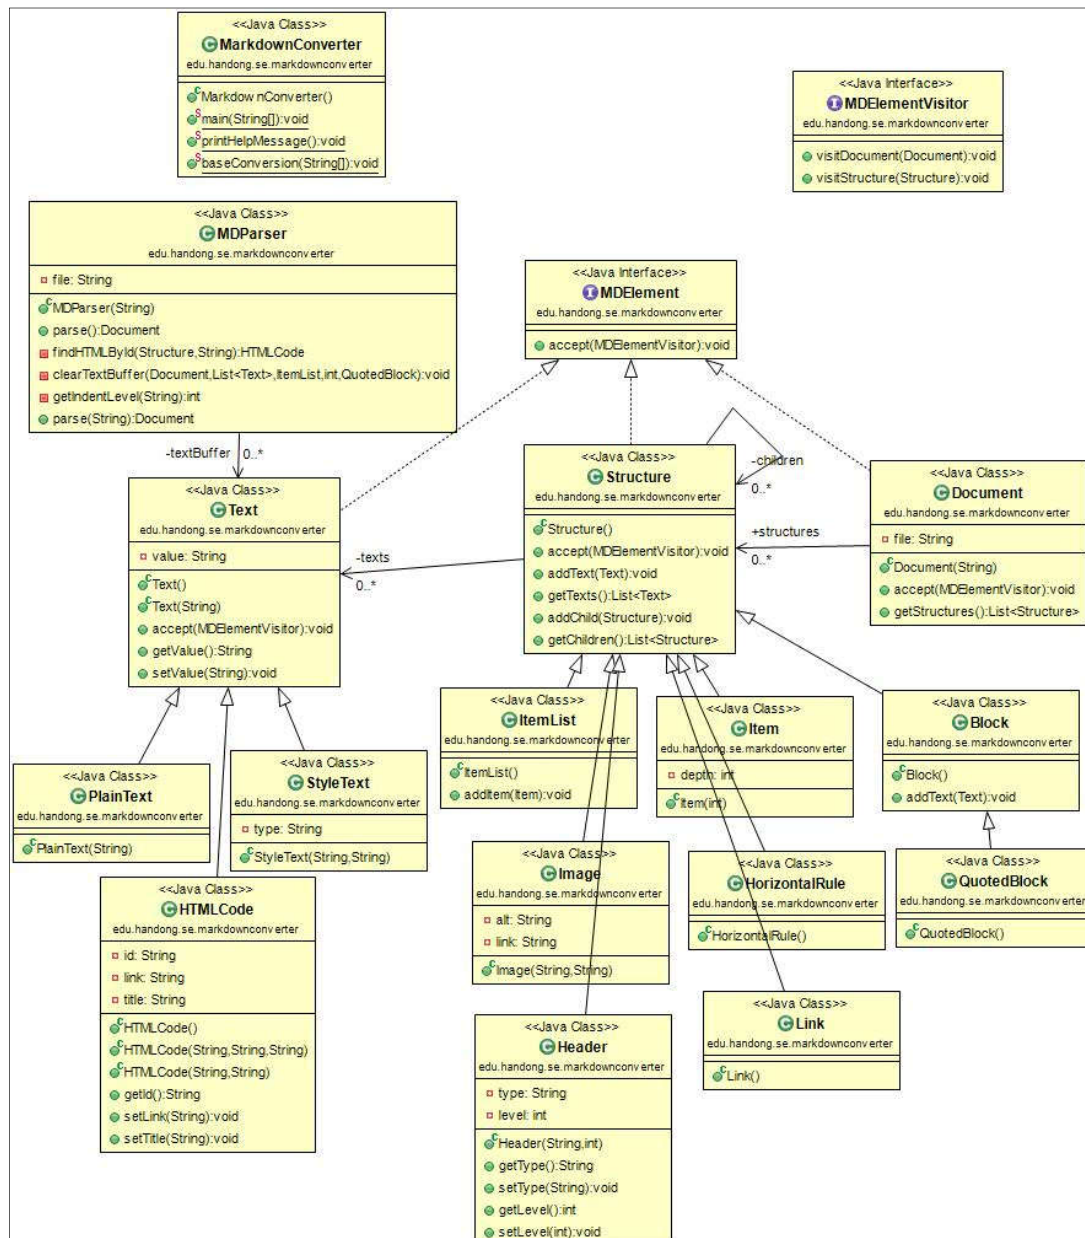 <<Java Class>>
MarkdownConverter
edu.handong.se.markdownconverter
MarkdownConverter()
main(String[]):void
printHelpMessage():void
baseConversion(String[]):void
<<Java Interface>>
MDElementVisitor
edu.handong.se.markdownconverter
visitDocument(Document):void
visitStructure(Structure):void
<<Java Class>>
MDParser
edu.handong.se.markdownconverter
file: String
MDParser(String)
parse():Document
findHTMLById(Structure,String):HTMLCode
clearTextBuffer(Document,List<Text>,ItemList,int,QuotedBlock):void
getIndentLevel(String):int
parse(String):Document
<<Java Interface>>
MDElement
edu.handong.se.markdownconverter
accept(MDElementVisitor):void
-textBuffer 0..*
<<Java Class>>
Text
edu.handong.se.markdownconverter
value: String
Text()
Text(String)
accept(MDElementVisitor):void
getValue():String
setValue(String):void
-texts
0..*
<<Java Class>>
Structure
edu.handong.se.markdownconverter
Structure()
accept(MDElementVisitor):void
addText(Text):void
getTexts():List<Text>
addChild(Structure):void
getChildren():List<Structure>
-children
0..*
+structures
0..*
<<Java Class>>
Document
edu.handong.se.markdownconverter
file: String
Document(String)
accept(MDElementVisitor):void
getStructures():List<Structure>
<<Java Class>>
PlainText
edu.handong.se.markdownconverter
PlainText(String)
<<Java Class>>
StyleText
edu.handong.se.markdownconverter
type: String
StyleText(String,String)
<<Java Class>>
ItemList
edu.handong.se.markdownconverter
ItemList()
addItem(Item):void
<<Java Class>>
Item
edu.handong.se.markdownconverter
depth: int
Item(int)
<<Java Class>>
Block
edu.handong.se.markdownconverter
Block()
addText(Text):void
<<Java Class>>
HTMLCode
edu.handong.se.markdownconverter
id: String
link: String
title: String
HTMLCode()
HTMLCode(String,String,String)
HTMLCode(String,String)
getId():String
setLink(String):void
setTitle(String):void
<<Java Class>>
Image
edu.handong.se.markdownconverter
alt: String
link: String
Image(String,String)
<<Java Class>>
HorizontalRule
edu.handong.se.markdownconverter
HorizontalRule()
<<Java Class>>
QuotedBlock
edu.handong.se.markdownconverter
QuotedBlock()
<<Java Class>>
Header
edu.handong.se.markdownconverter
type: String
level: int
Header(String,int)
getType():String
setType(String):void
getLevel():int
setLevel(int):void
<<Java Class>>
Link
edu.handong.se.markdownconverter
Link()